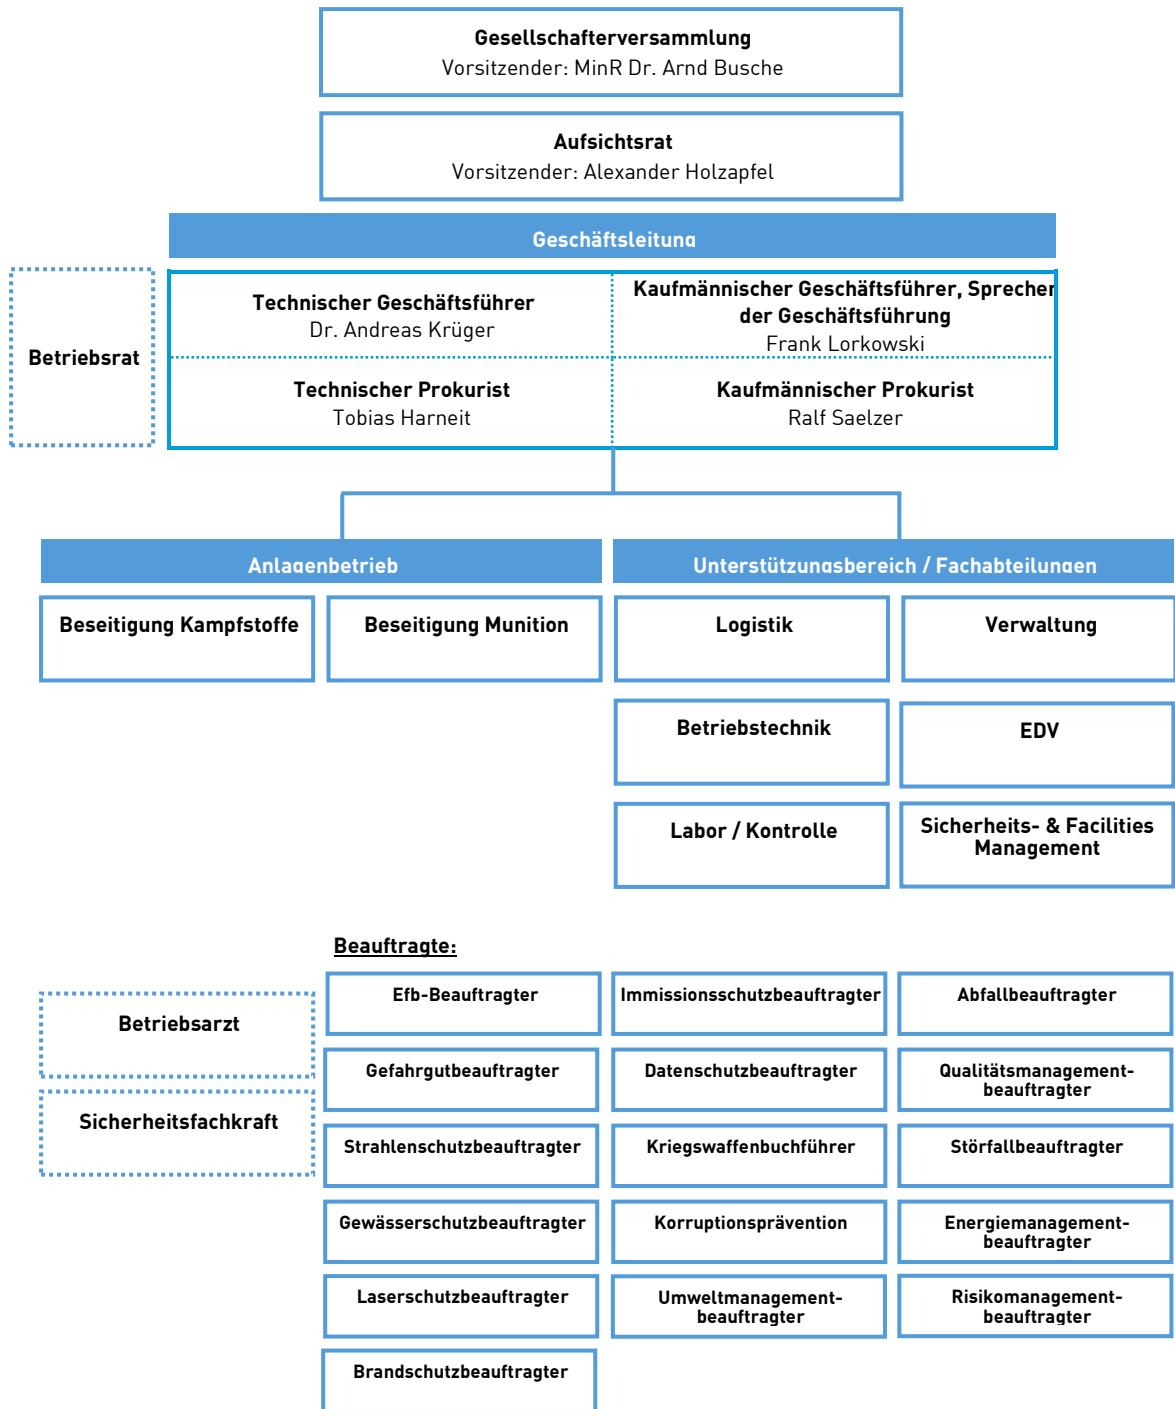 Gesellschafterversammlung
Vorsitzender: MinR Dr. Arnd Busche
Aufsichtsrat
Vorsitzender: Alexander Holzapfel
Geschäftsleitung
Betriebsrat
Technischer Geschäftsführer
Dr. Andreas Krüger
Kaufmännischer Geschäftsführer, Sprecher
der Geschäftsführung
Frank Lorkowski
Technischer Prokurist
Tobias Harneit
Kaufmännischer Prokurist
Ralf Saelzer
Anlagenbetrieb
Unterstützungsbereich / Fachabteilungen
Beseitigung Kampfstoffe
Beseitigung Munition
Logistik
Verwaltung
Betriebstechnik
EDV
Labor / Kontrolle
Sicherheits- & Facilities
Management
Beauftragte:
Betriebsarzt
Sicherheitsfachkraft
Efb-Beauftragter
Immissionsschutzbeauftragter
Abfallbeauftragter
Gefahrgutbeauftragter
Datenschutzbeauftragter
Qualitätsmanagement-
beauftragter
Strahlenschutzbeauftragter
Kriegswaffenbuchführer
Störfallbeauftragter
Gewässerschutzbeauftragter
Korruptionsprävention
Energiemanagement-
beauftragter
Laserschutzbeauftragter
Umweltmanagement-
beauftragter
Risikomanagement-
beauftragter
Brandschutzbeauftragter